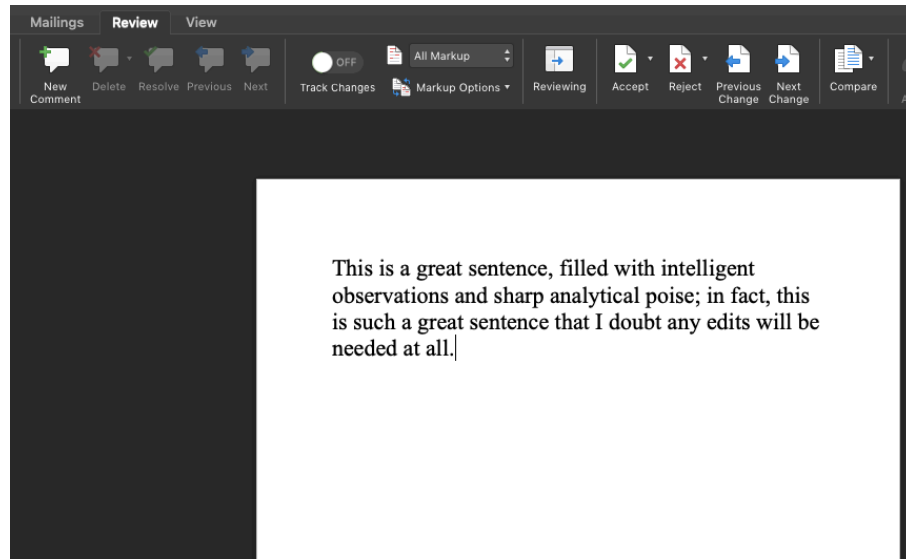 Mailings Review View
OFF
All Markup
New Comment
Delete
Resolve
Previous
Next
Track Changes
Markup Options
Reviewing
Accept
Reject
Previous Change
Next Change
Compare
This is a great sentence, filled with intelligent
observations and sharp analytical poise; in fact, this
is such a great sentence that I doubt any edits will be
needed at all.